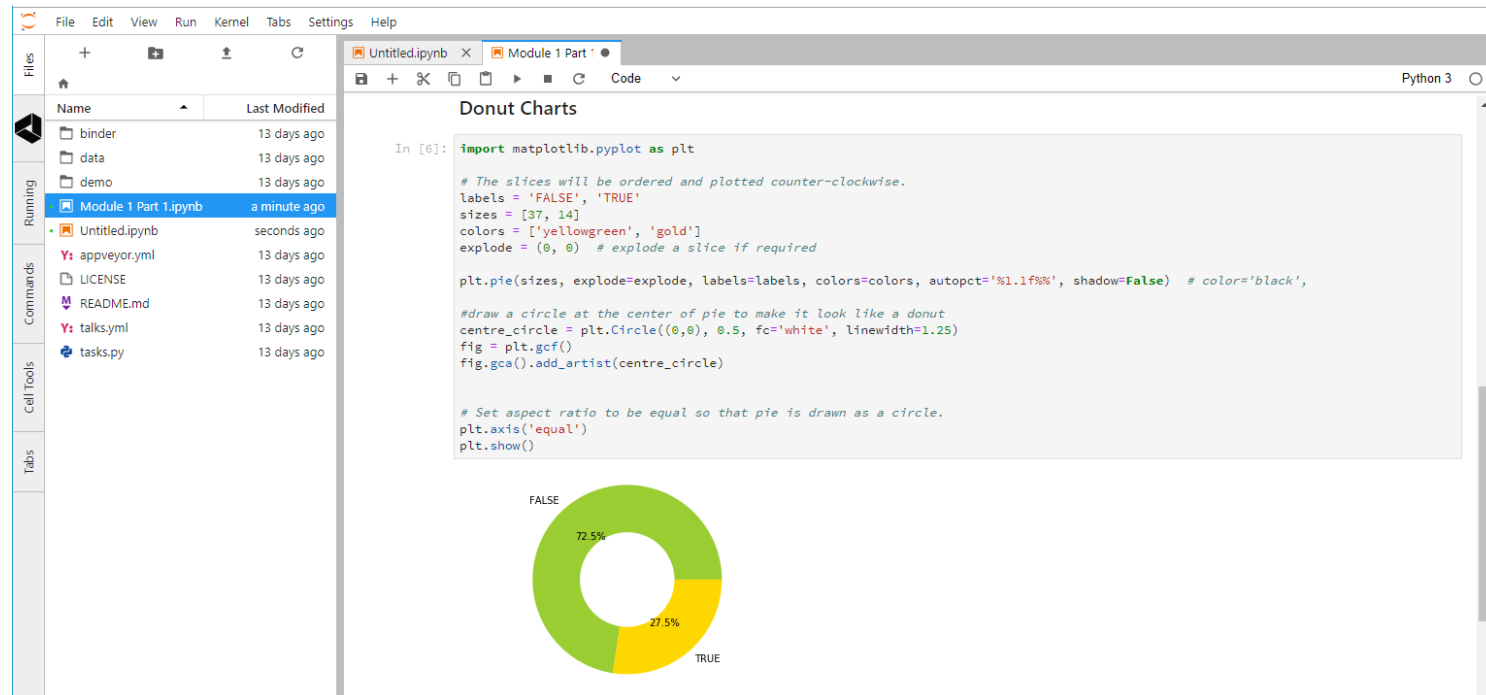 File Edit View Run Kernel Tabs Settings Help
Files
Running
Commands
Cell Tools
Tabs
Name Last Modified
binder 13 days ago
data 13 days ago
demo 13 days ago
Module 1 Part 1.ipynb a minute ago
Untitled.ipynb seconds ago
Y: appveyor.yml 13 days ago
LICENSE 13 days ago
M README.md 13 days ago
Y: talks.yml 13 days ago
tasks.py 13 days ago
Untitled.ipynb Module 1 Part 1
Code Python 3
Donut Charts
In [6]: import matplotlib.pyplot as plt
# The slices will be ordered and plotted counter-clockwise.
labels = 'FALSE', 'TRUE'
sizes = [37, 14]
colors = ['yellowgreen', 'gold']
explode = (0, 0)  # explode a slice if required
plt.pie(sizes, explode=explode, labels=labels, colors=colors, autopct='%1.1f%%', shadow=False)  # color='black',
#draw a circle at the center of pie to make it look like a donut
centre_circle = plt.Circle((0,0), 0.5, fc='white', linewidth=1.25)
fig = plt.gcf()
fig.gca().add_artist(centre_circle)
# Set aspect ratio to be equal so that pie is drawn as a circle.
plt.axis('equal')
plt.show()
FALSE
72.5%
27.5%
TRUE